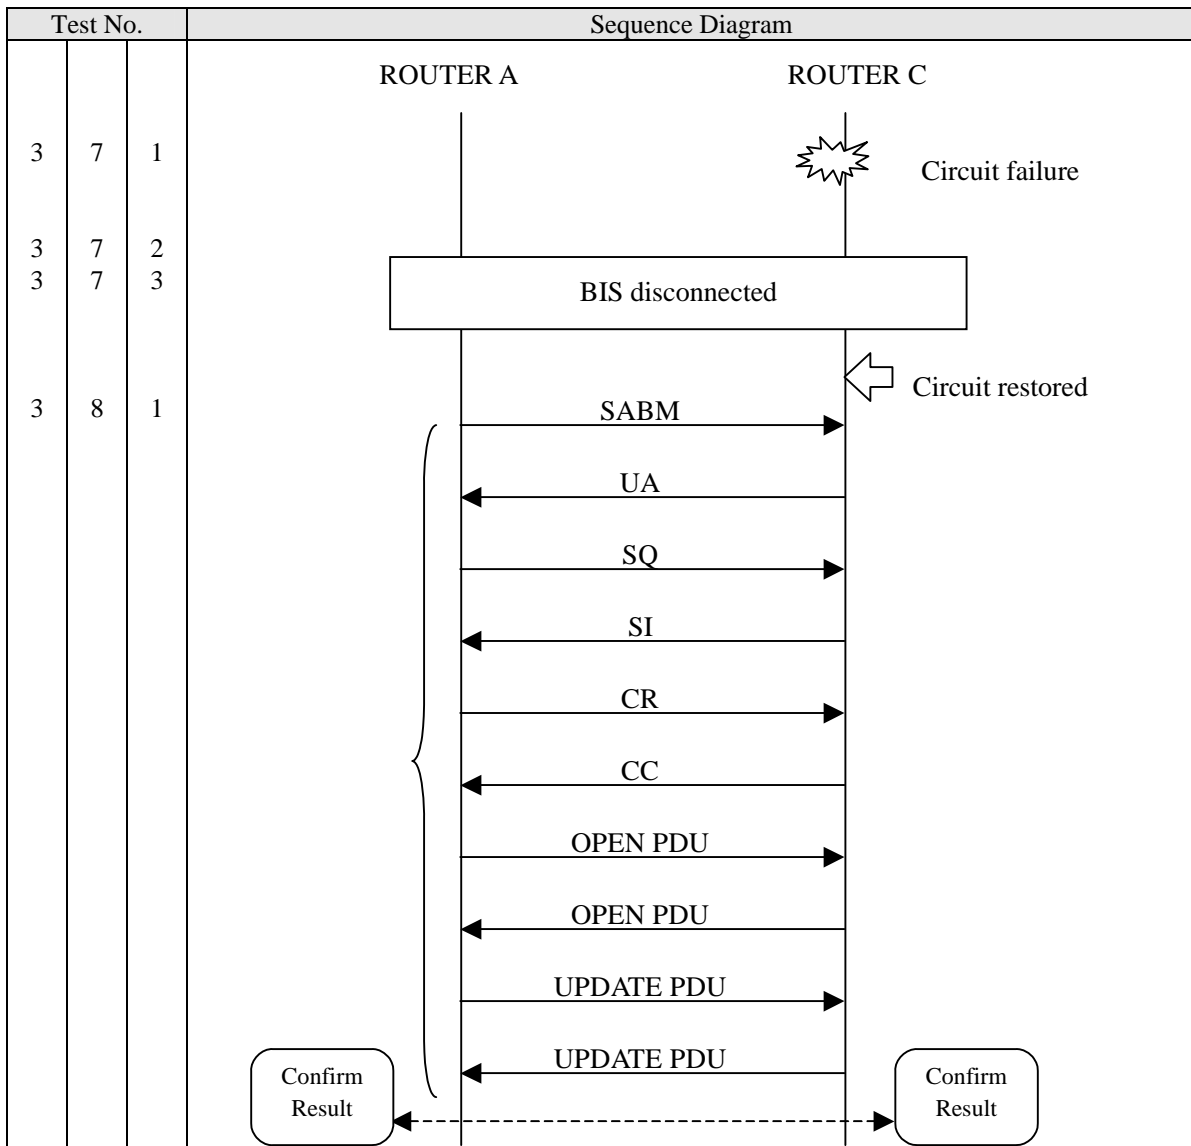 Test No. Sequence Diagram
ROUTER A ROUTER C
3 7 1
Circuit failure
3 7 2
3 7 3
BIS disconnected
Circuit restored
3 8 1
SABM
UA
SQ
SI
CR
CC
OPEN PDU
OPEN PDU
UPDATE PDU
UPDATE PDU
Confirm
Result
Confirm
Result